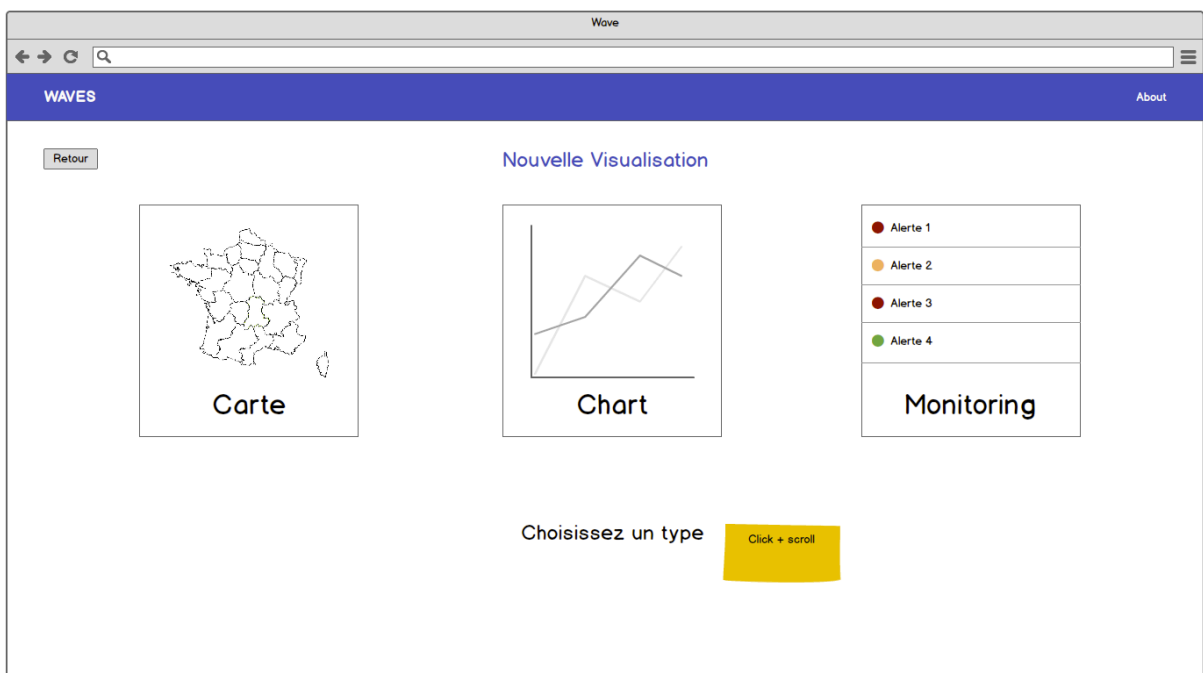 Wave
WAVES
About
Retour
Nouvelle Visualisation
Carte
Chart
Alerte 1
Alerte 2
Alerte 3
Alerte 4
Monitoring
Choisissez un type
Click + scroll